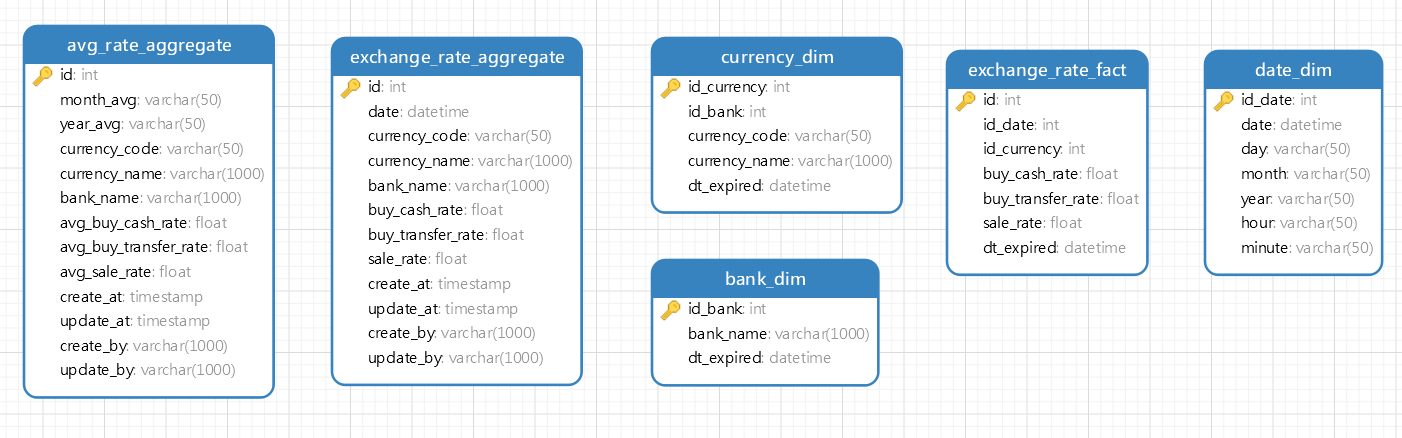 avg_rate_aggregate
id: int
month_avg: varchar(50)
year_avg: varchar(50)
currency_code: varchar(50)
currency_name: varchar(1000)
bank_name: varchar(1000)
avg_buy_cash_rate: float
avg_buy_transfer_rate: float
avg_sale_rate: float
create_at: timestamp
update_at: timestamp
create_by: varchar(1000)
update_by: varchar(1000)
exchange_rate_aggregate
id: int
date: datetime
currency_code: varchar(50)
currency_name: varchar(1000)
bank_name: varchar(1000)
buy_cash_rate: float
buy_transfer_rate: float
sale_rate: float
create_at: timestamp
update_at: timestamp
create_by: varchar(1000)
update_by: varchar(1000)
currency_dim
id_currency: int
id_bank: int
currency_code: varchar(50)
currency_name: varchar(1000)
dt_expired: datetime
bank_dim
id_bank: int
bank_name: varchar(1000)
dt_expired: datetime
exchange_rate_fact
id: int
id_date: int
id_currency: int
buy_cash_rate: float
buy_transfer_rate: float
sale_rate: float
dt_expired: datetime
date_dim
id_date: int
date: datetime
day: varchar(50)
month: varchar(50)
year: varchar(50)
hour: varchar(50)
minute: varchar(50)